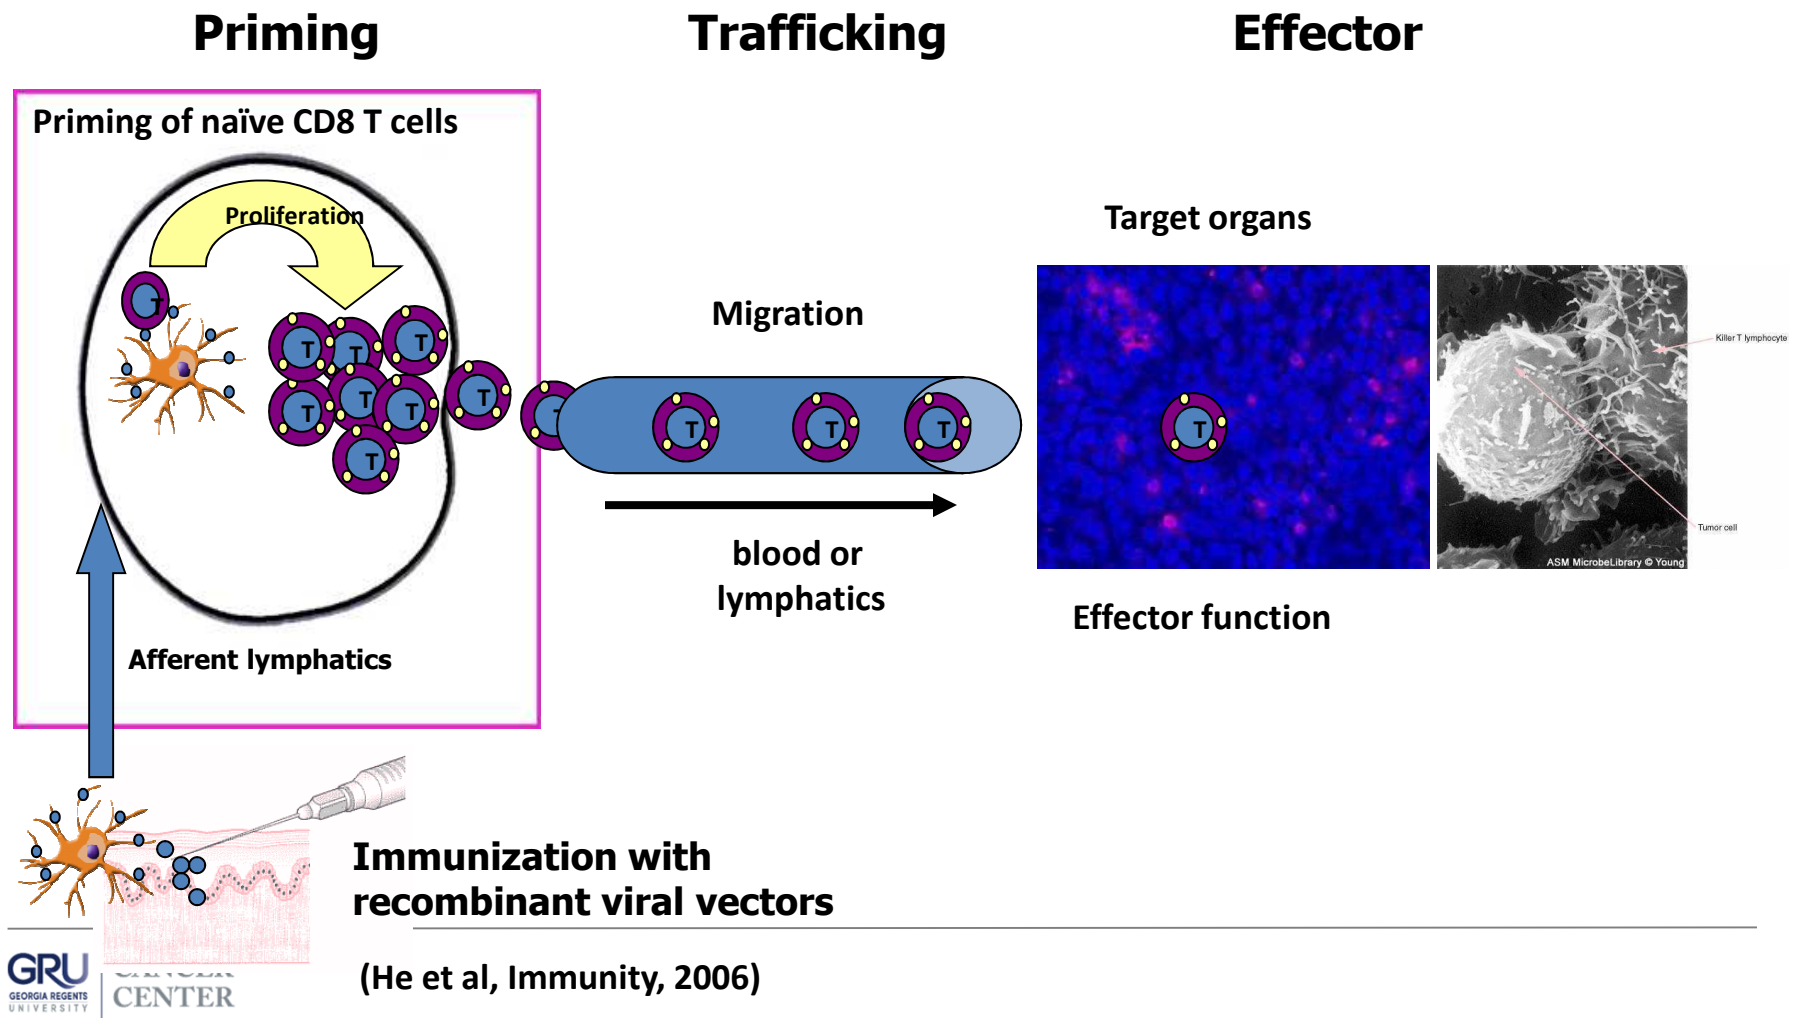 Priming
Trafficking
Effector
Priming of naïve CD8 T cells
Proliferation
T
T
T
T
T
T
T
T
T
T
T
T
T
Afferent lymphatics
Migration
blood or
lymphatics
Target organs
Killer T lymphocyte
Tumor cell
ASM MicrobeLibrary © Young
Effector function
Immunization with
recombinant viral vectors
(He et al, Immunity, 2006)
GRU
GEORGIA REGENTS
UNIVERSITY
CANCER
CENTER